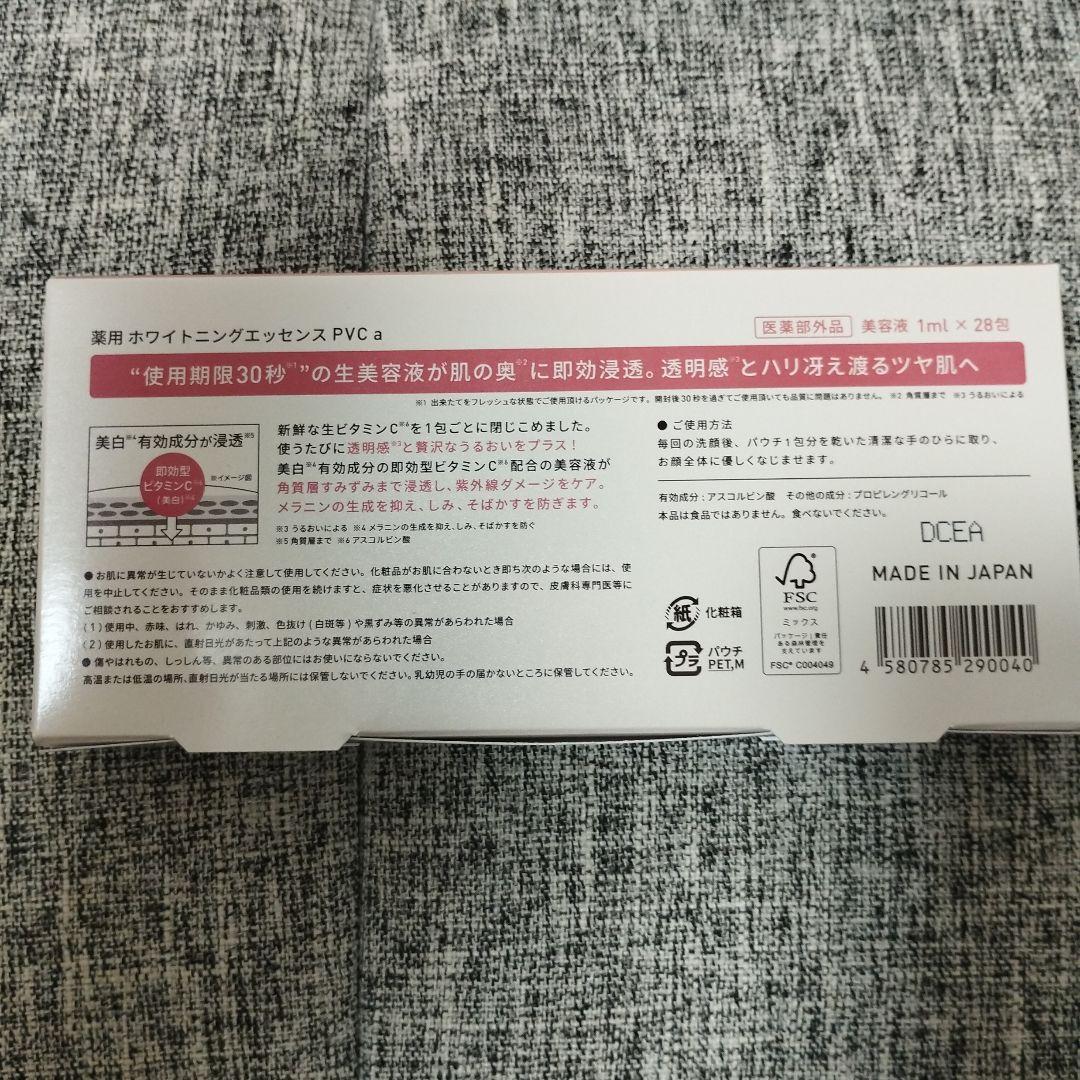 薬用 ホワイトニングエッセンス PVC a
医薬部外品 美容液 1ml × 28包
“使用期限30秒※1”の生美容液が肌の奥※2に即効浸透。透明感※3とハリ冴え渡るツヤ肌へ
※1 出来たてをフレッシュな状態でご使用頂けるパッケージです。開封後30秒を過ぎてご使用頂いても品質に問題はありません。 ※2 角質層まで ※3 うるおいによる
美白※4有効成分が浸透※5
即効型
ビタミンC※6
(美白)※4
※イメージ図
新鮮な生ビタミンC※6を1包ごとに閉じこめました。
使うたびに透明感※3と贅沢なうるおいをプラス！
美白※4有効成分の即効型ビタミンC※6配合の美容液が
角質層すみずみまで浸透し、紫外線ダメージをケア。
メラニンの生成を抑え、しみ、そばかすを防ぎます。
※3 うるおいによる ※4 メラニンの生成を抑え、しみ、そばかすを防ぐ
※5 角質層まで ※6 アスコルビン酸
● ご使用方法
毎回の洗顔後、パウチ1包分を乾いた清潔な手のひらに取り、
お顔全体に優しくなじませます。
有効成分：アスコルビン酸 その他の成分：プロピレングリコール
本品は食品ではありません。食べないでください。
DCEA
● お肌に異常が生じていないかよく注意して使用してください。化粧品がお肌に合わないとき即ち次のような場合には、使
用を中止してください。そのまま化粧品類の使用を続けますと、症状を悪化させることがありますので、皮膚科専門医等に
ご相談されることをおすすめします。
(1)使用中、赤味、はれ、かゆみ、刺激、色抜け(白斑等)や黒ずみ等の異常があらわれた場合
(2)使用したお肌に、直射日光があたって上記のような異常があらわれた場合
● 傷やはれもの、しっしん等、異常のある部位にはお使いにならないでください。
高温または低温の場所、直射日光が当たる場所には保管しないでください。乳幼児の手の届かないところに保管してください。
紙 化粧箱
プラ パウチ
PET,M
FSC
www.fsc.org
ミックス
パッケージ | 責任
ある森林管理を
支えています
FSC® C004049
MADE IN JAPAN
4 580785 290040